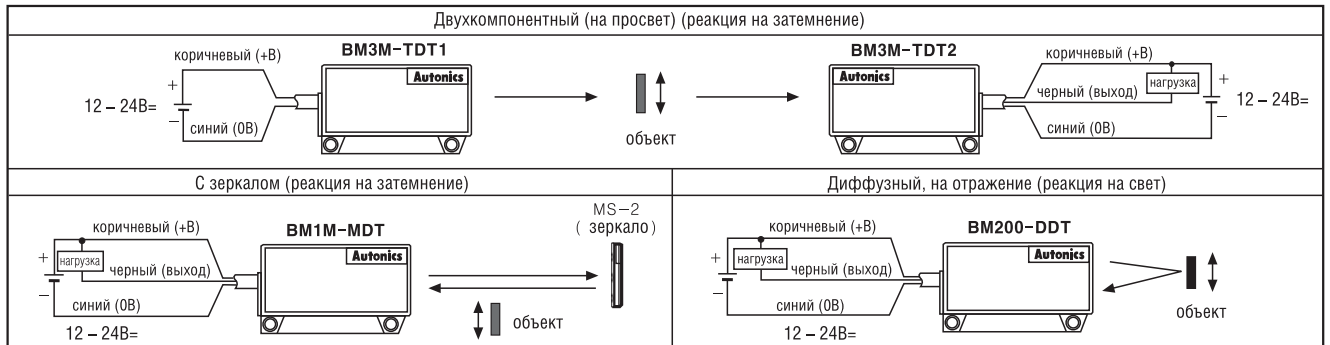 Двухкомпонентный (на просвет) (реакция на затемнение)
коричневый (+В)
BM3M-TDT1
BM3M-TDT2
коричневый (+В)
+
Autonics
Autonics
нагрузка
+
12 – 24В=
черный (выход)
12 – 24В=
–
–
синий (0В)
объект
синий (0В)
С зеркалом (реакция на затемнение)
Диффузный, на отражение (реакция на свет)
коричневый (+В)
BM1M-MDT
MS-2
( зеркало )
+
нагрузка
Autonics
черный (выход)
–
синий (0В)
объект
12 – 24В=
коричневый (+В)
BM200-DDT
+
нагрузка
Autonics
черный (выход)
–
синий (0В)
объект
12 – 24В=